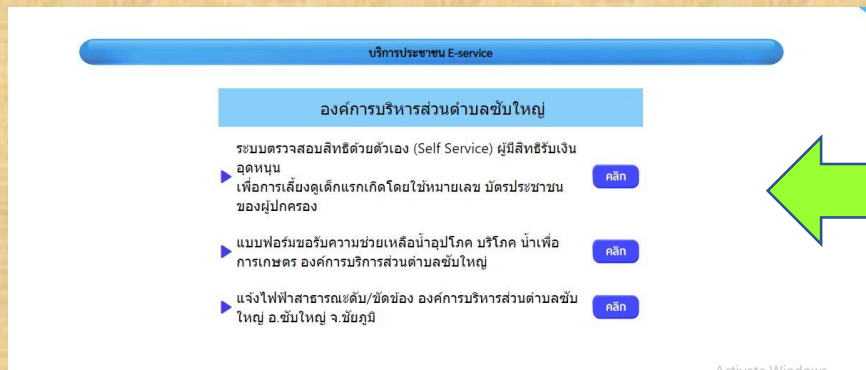 บริการประชาชน E-service
องค์การบริหารส่วนตำบลซับใหญ่
ระบบตรวจสอบสิทธิด้วยตัวเอง (Self Service) ผู้มีสิทธิรับเงิน
อุดหนุน
เพื่อการเลี้ยงดูเด็กแรกเกิดโดยใช้หมายเลข บัตรประชาชน
ของผู้ปกครอง
คลิก
แบบฟอร์มขอรับความช่วยเหลือน้ำอุปโภค บริโภค น้ำเพื่อ
การเกษตร องค์การบริการส่วนตำบลซับใหญ่
คลิก
แจ้งไฟฟ้าสาธารณะดับ/ขัดข้อง องค์การบริหารส่วนตำบลซับ
ใหญ่ อ.ซับใหญ่ จ.ชัยภูมิ
คลิก
Activate Windows